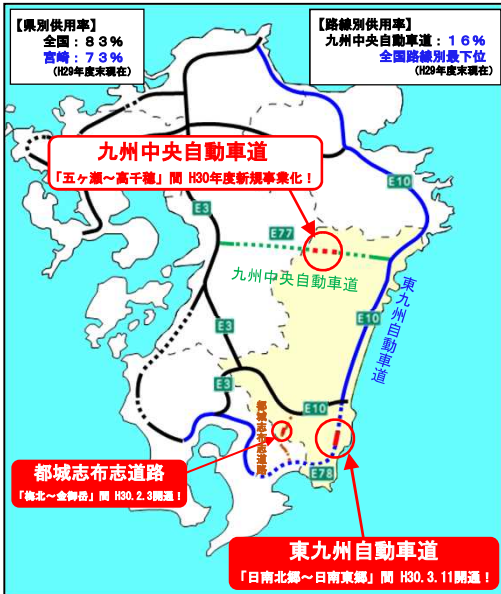 【県別供用率】
全国：８３%
宮崎：７３%
(H29年度末現在)
【路線別供用率】
九州中央自動車道：１６%
全国路線別最下位
(H29年度末現在)
九州中央自動車道
「五ヶ瀬～高千穂」間 H30年度新規事業化！
E3
E10
E77
九州中央自動車道
東九州自動車道
E10
E3
E3
E10
都城志布志道路
E78
都城志布志道路
「梅北～金御岳」間 H30.2.3開通！
東九州自動車道
「日南北郷～日南東郷」間 H30.3.11開通！